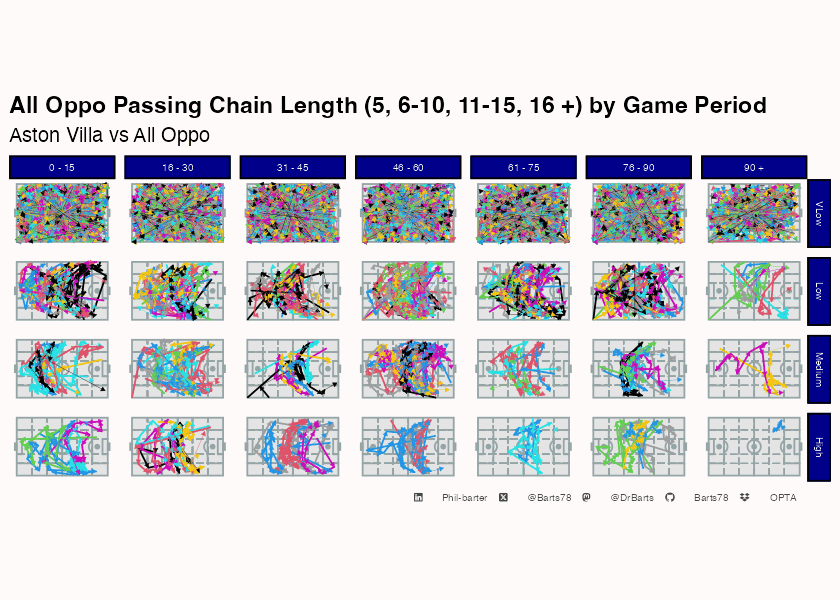 All Oppo Passing Chain Length (5, 6-10, 11-15, 16 +) by Game Period
Aston Villa vs All Oppo
0 - 15 16 - 30 31 - 45 46 - 60 61 - 75 76 - 90 90 +
V.Low
Low
Medium
High
Phil-barter @Barts78 @DrBarts Barts78 OPTA